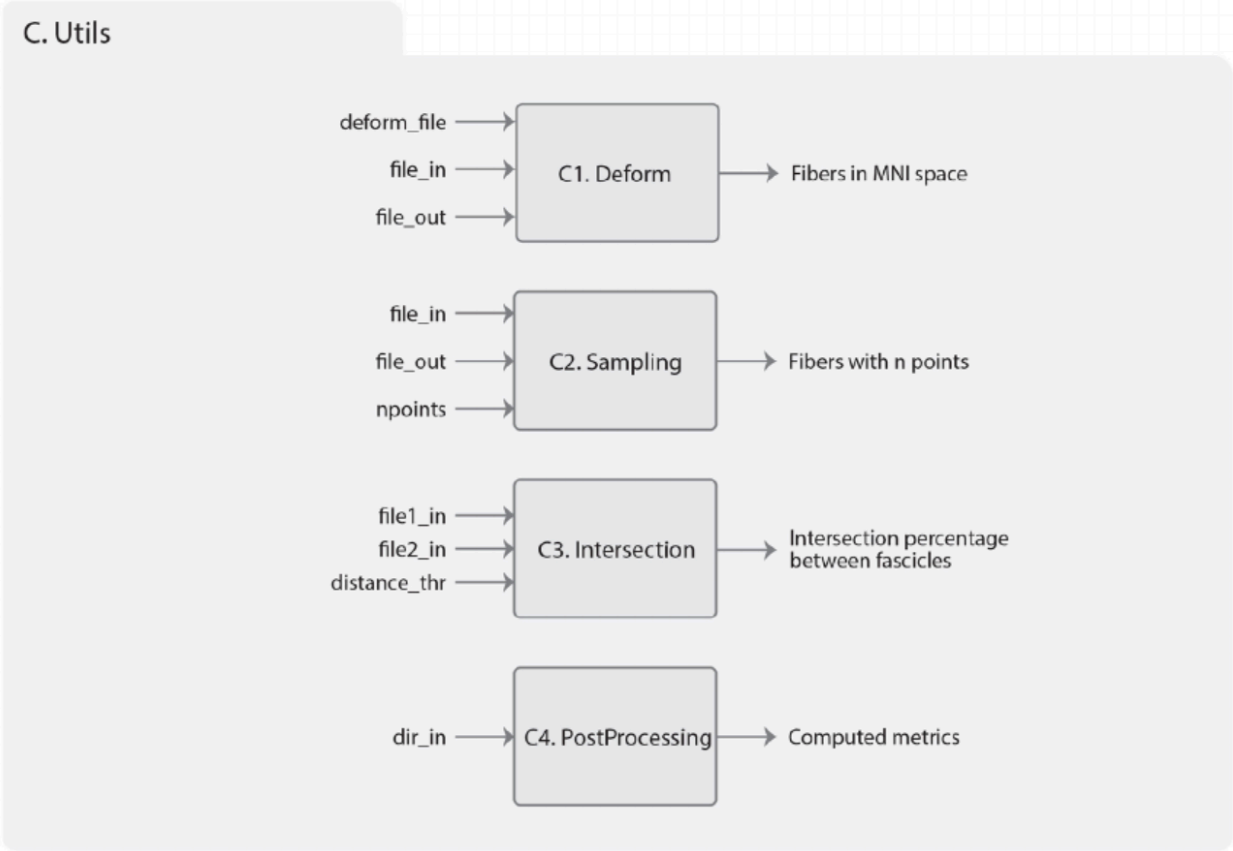 C. Utils
deform_file
file_in
file_out
C1. Deform
Fibers in MNI space
file_in
file_out
npoints
C2. Sampling
Fibers with n points
file1_in
file2_in
distance_thr
C3. Intersection
Intersection percentage
between fascicles
dir_in
C4. PostProcessing
Computed metrics